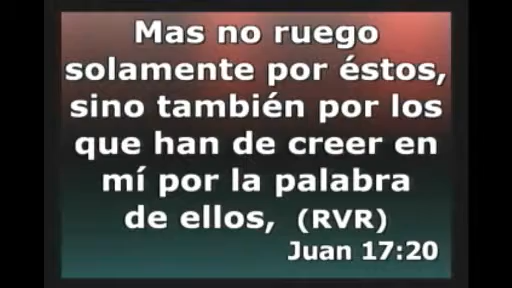 Mas no ruego
solamente por éstos,
sino también por los
que han de creer en
mí por la palabra
de ellos, (RVR)
Juan 17:20